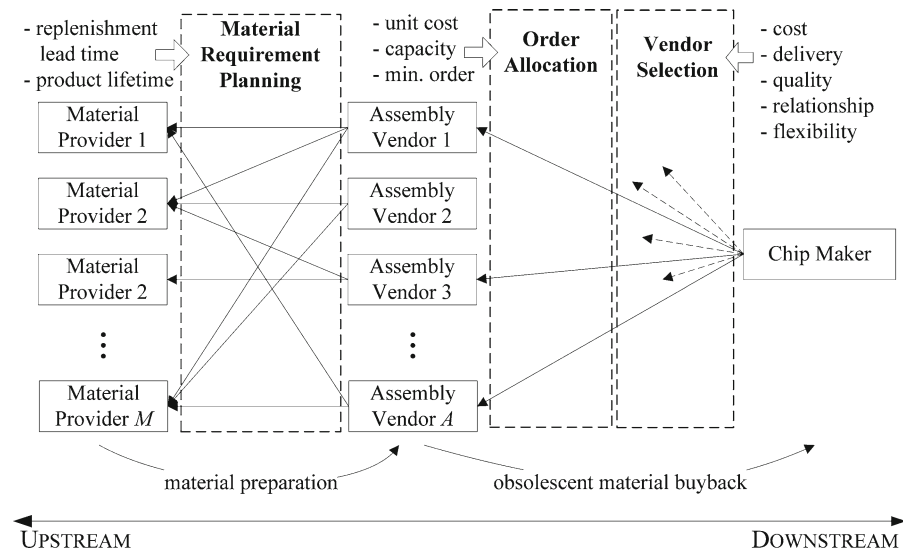 - replenishment
lead time
- product lifetime
Material
Requirement
Planning
- unit cost
- capacity
- min. order
Order
Allocation
Vendor
Selection
- cost
- delivery
- quality
- relationship
- flexibility
Material
Provider 1
Assembly
Vendor 1
Material
Provider 2
Assembly
Vendor 2
Chip Maker
Material
Provider 2
Assembly
Vendor 3
Material
Provider M
Assembly
Vendor A
material preparation
obsolescent material buyback
UPSTREAM
DOWNSTREAM